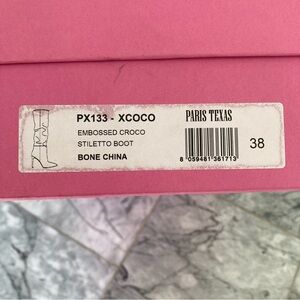 PX133 - XCOCO
EMBOSSED CROCO
STILETTO BOOT
BONE CHINA
PARIS TEXAS
8 059481 361713
38